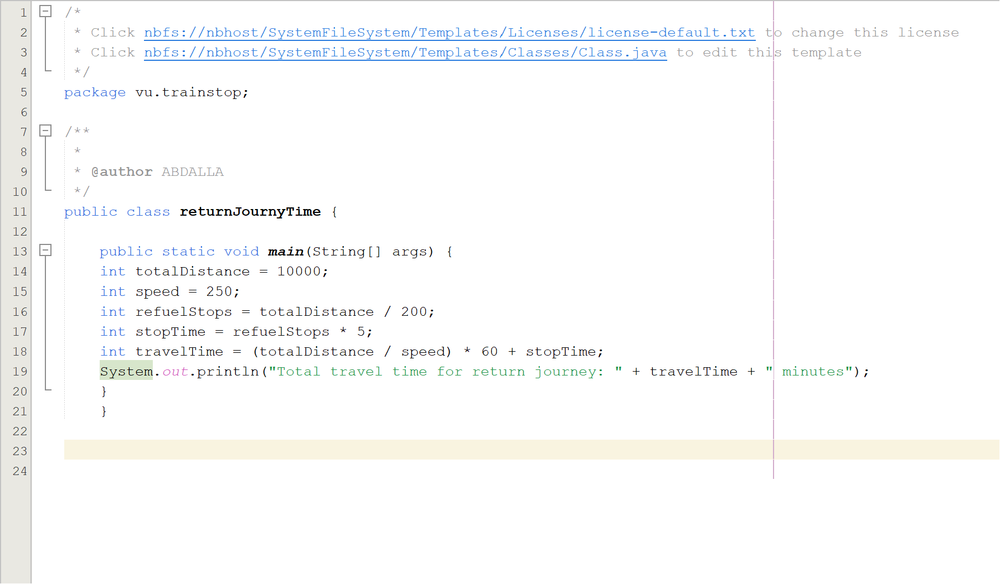 1 /*
2 * Click nbfs://nbhost/SystemFileSystem/Templates/Licenses/license-default.txt to change this license
3 * Click nbfs://nbhost/SystemFileSystem/Templates/Classes/Class.java to edit this template
4 */
5 package vu.trainstop;
6
7 /**
8 *
9 * @author ABDALLA
10 */
11 public class returnJournyTime {
12
13 public static void main(String[] args) {
14 int totalDistance = 10000;
15 int speed = 250;
16 int refuelStops = totalDistance / 200;
17 int stopTime = refuelStops * 5;
18 int travelTime = (totalDistance / speed) * 60 + stopTime;
19 System.out.println("Total travel time for return journey: " + travelTime + " minutes");
20 }
21 }
22
23
24